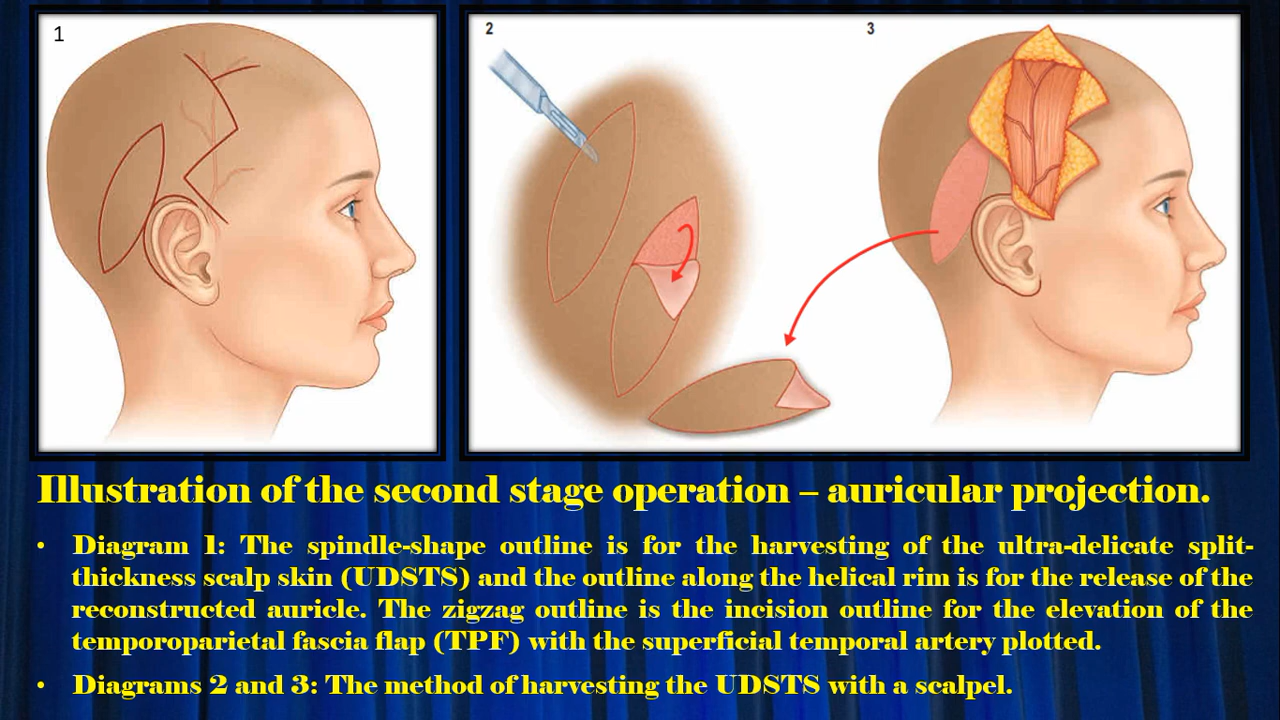 1
2
3
Illustration of the second stage operation – auricular projection.
• Diagram 1: The spindle-shape outline is for the harvesting of the ultra-delicate split-
thickness scalp skin (UDSTS) and the outline along the helical rim is for the release of the
reconstructed auricle. The zigzag outline is the incision outline for the elevation of the
temporoparietal fascia flap (TPF) with the superficial temporal artery plotted.
• Diagrams 2 and 3: The method of harvesting the UDSTS with a scalpel.